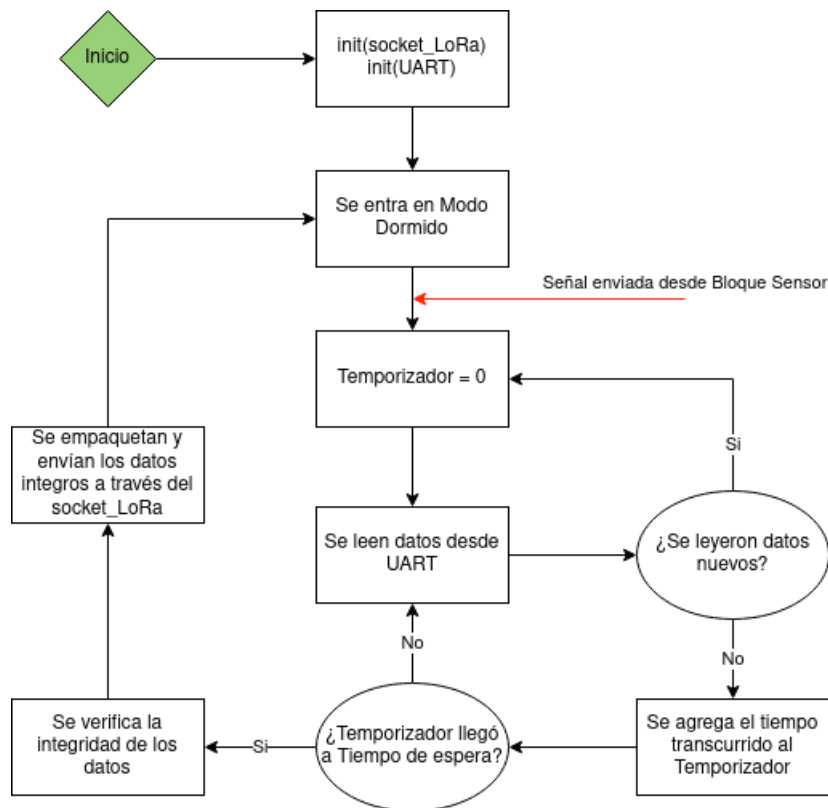 Inicio
init(socket_LoRa)
init(UART)
Se entra en Modo
Dormido
Señal enviada desde Bloque Sensor
Temporizador = 0
Si
Se empaquetan y
envían los datos
integros a través del
socket_LoRa
Se leen datos desde
UART
¿Se leyeron datos
nuevos?
No
No
Se verifica la
integridad de los
datos
Si
¿Temporizador llegó
a Tiempo de espera?
Se agrega el tiempo
transcurrido al
Temporizador